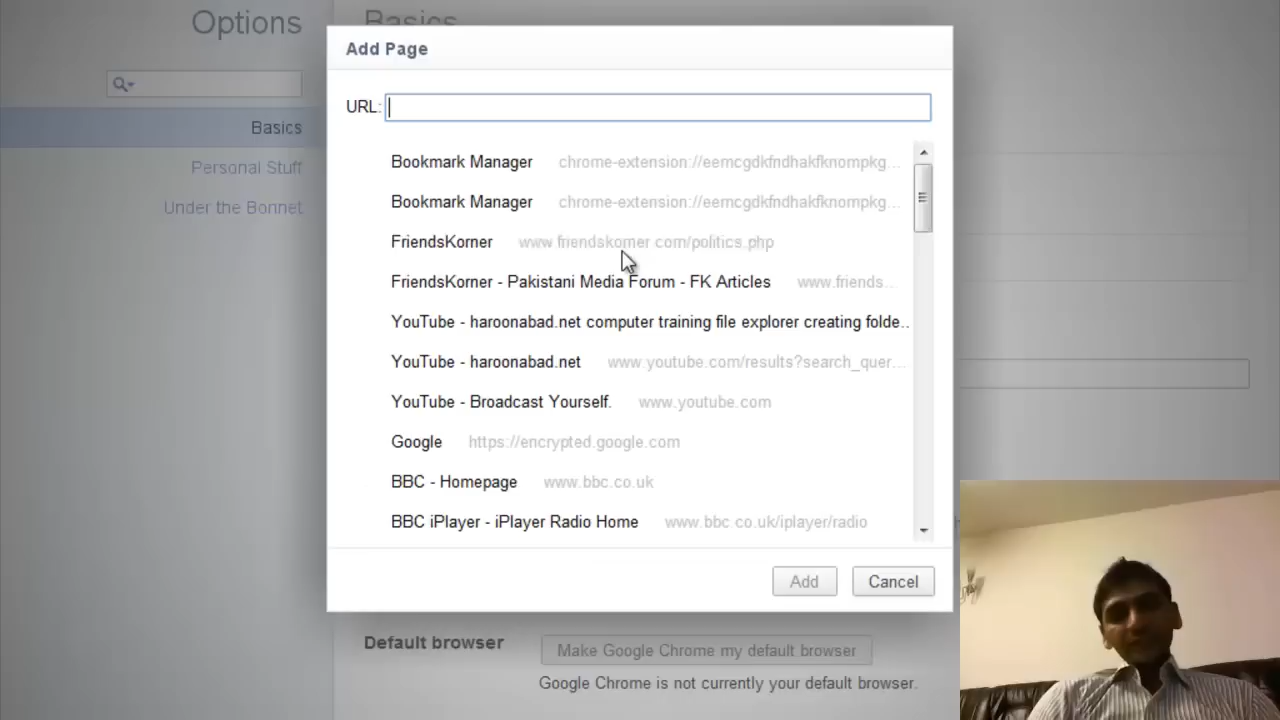 Options
Basics
Add Page
URL:
Basics
Personal Stuff
Under the Bonnet
Bookmark Manager chrome-extension://eemcgdkfndhakfknompkg...
Bookmark Manager chrome-extension://eemcgdkfndhakfknompkg...
FriendsKorner www.friendskorner.com/politics.php
FriendsKorner - Pakistani Media Forum - FK Articles www.friends...
YouTube - haroonabad.net computer training file explorer creating folde..
YouTube - haroonabad.net www.youtube.com/results?search_quer...
YouTube - Broadcast Yourself. www.youtube.com
Google https://encrypted.google.com
BBC - Homepage www.bbc.co.uk
BBC iPlayer - iPlayer Radio Home www.bbc.co.uk/iplayer/radio
Add Cancel
Default browser Make Google Chrome my default browser
Google Chrome is not currently your default browser.